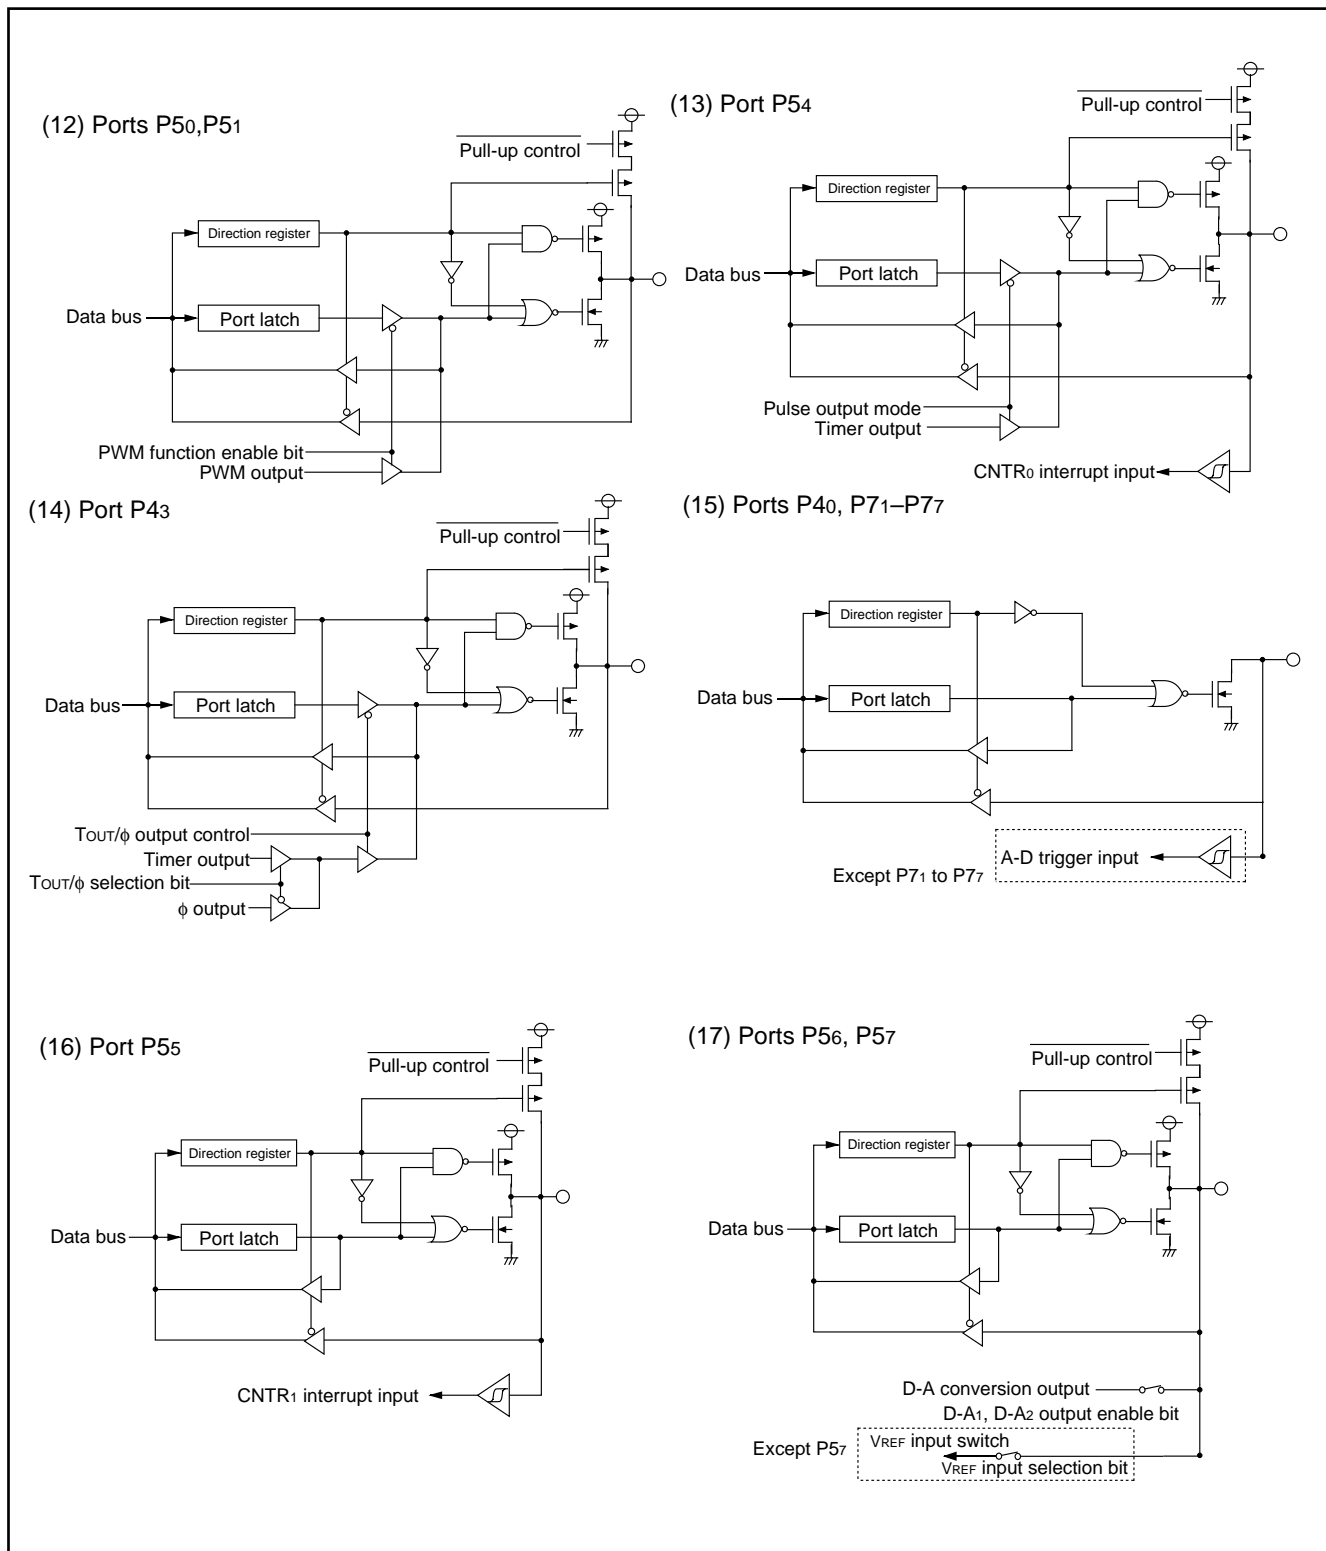 (12) Ports P50,P51
Pull-up control
Direction register
Data bus
Port latch
PWM function enable bit
PWM output
(13) Port P54
Pull-up control
Direction register
Data bus
Port latch
Pulse output mode
Timer output
CNTR0 interrupt input
(14) Port P43
Pull-up control
Direction register
Data bus
Port latch
TOUT/ϕ output control
Timer output
TOUT/ϕ selection bit
ϕ output
(15) Ports P40, P71–P77
Direction register
Data bus
Port latch
A-D trigger input
Except P71 to P77
(16) Port P55
Pull-up control
Direction register
Data bus
Port latch
CNTR1 interrupt input
(17) Ports P56, P57
Pull-up control
Direction register
Data bus
Port latch
D-A conversion output
D-A1, D-A2 output enable bit
Except P57
VREF input switch
VREF input selection bit